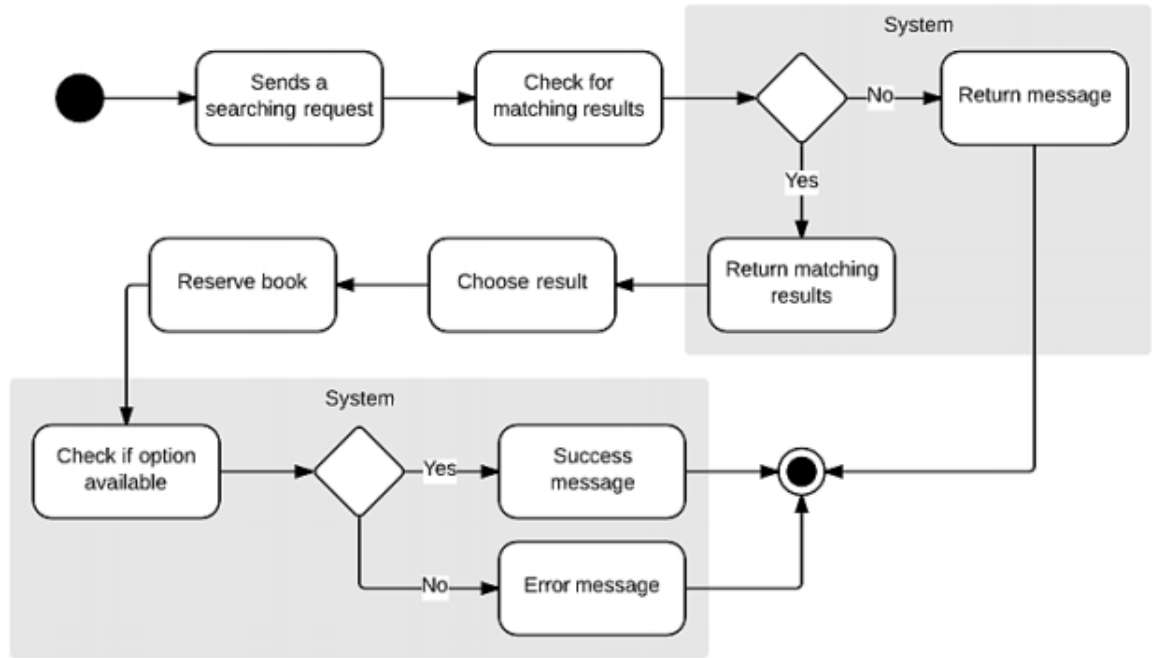 System
Sends a
searching request
Check for
matching results
No
Return message
Yes
Reserve book
Choose result
Return matching
results
System
Check if option
available
Yes
Success
message
No
Error message